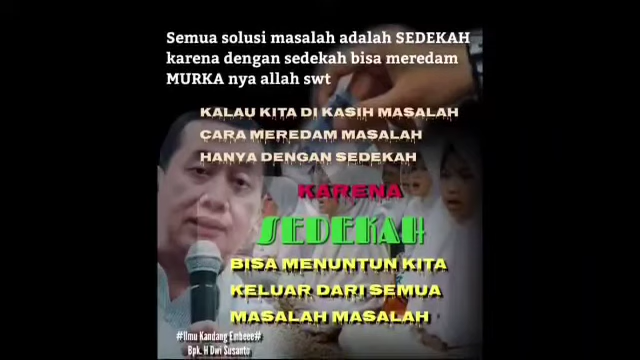 Semua solusi masalah adalah SEDEKAH
karena dengan sedekah bisa meredam
MURKA nya allah swt
KALAU KITA DI KASIH MASALAH
CARA MEREDAM MASALAH
HANYA DENGAN SEDEKAH
KARENA
SEDEKAH
BISA MENUNTUN KITA
KELUAR DARI SEMUA
MASALAH MASALAH
#Ilmu Kandang Embeee#
Bpk. H Dwi Susanto